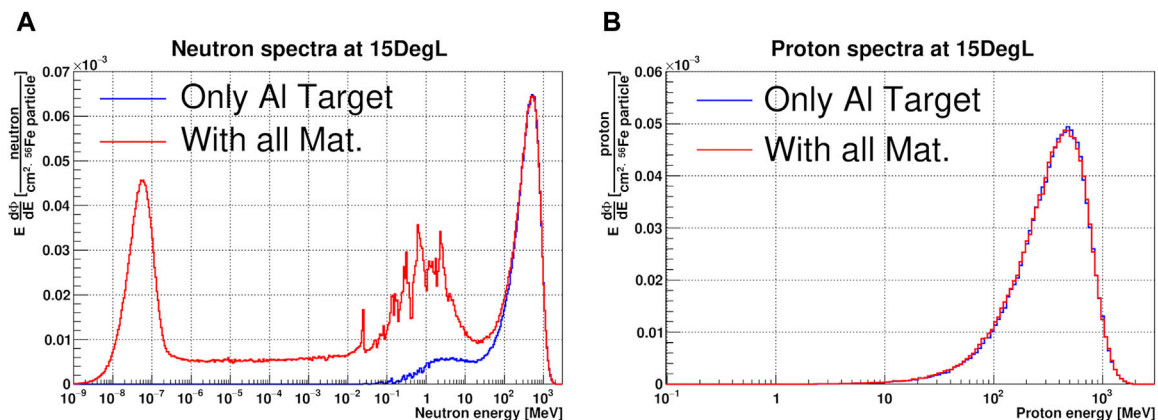 A
Neutron spectra at 15DegL
×10⁻³
0.07
0.06
0.05
0.04
0.03
0.02
0.01
0
E dΦ/dE [neutron / cm². ⁵⁶Fe particle]
Only Al Target
With all Mat.
10⁻⁹ 10⁻⁸ 10⁻⁷ 10⁻⁶ 10⁻⁵ 10⁻⁴ 10⁻³ 10⁻² 10⁻¹ 1 10 10² 10³
Neutron energy [MeV]
B
Proton spectra at 15DegL
×10⁻³
0.06
0.05
0.04
0.03
0.02
0.01
0
E dΦ/dE [proton / cm². ⁵⁶Fe particle]
Only Al Target
With all Mat.
10⁻¹ 1 10 10² 10³
Proton energy [MeV]